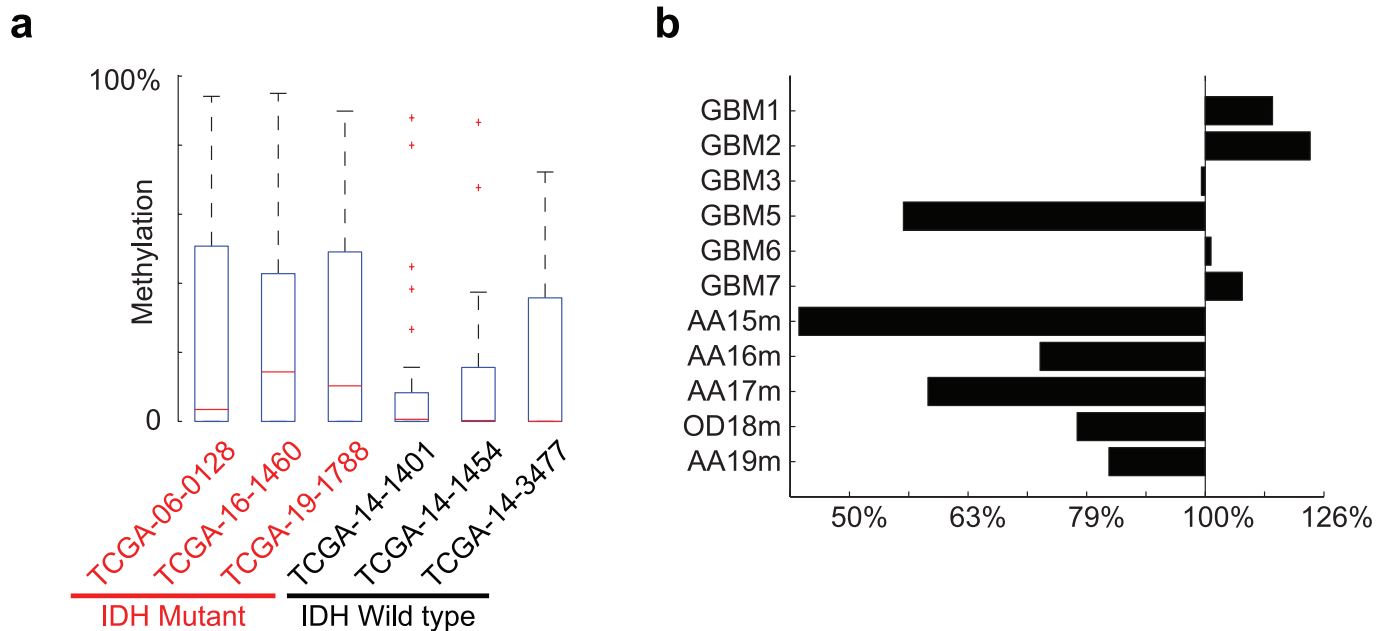 a
100%
Methylation
0
TCGA-06-0128
TCGA-16-1460
TCGA-19-1788
TCGA-14-1401
TCGA-14-1454
TCGA-14-3477
IDH Mutant
IDH Wild type
b
GBM1
GBM2
GBM3
GBM5
GBM6
GBM7
AA15m
AA16m
AA17m
OD18m
AA19m
50% 63% 79% 100% 126%